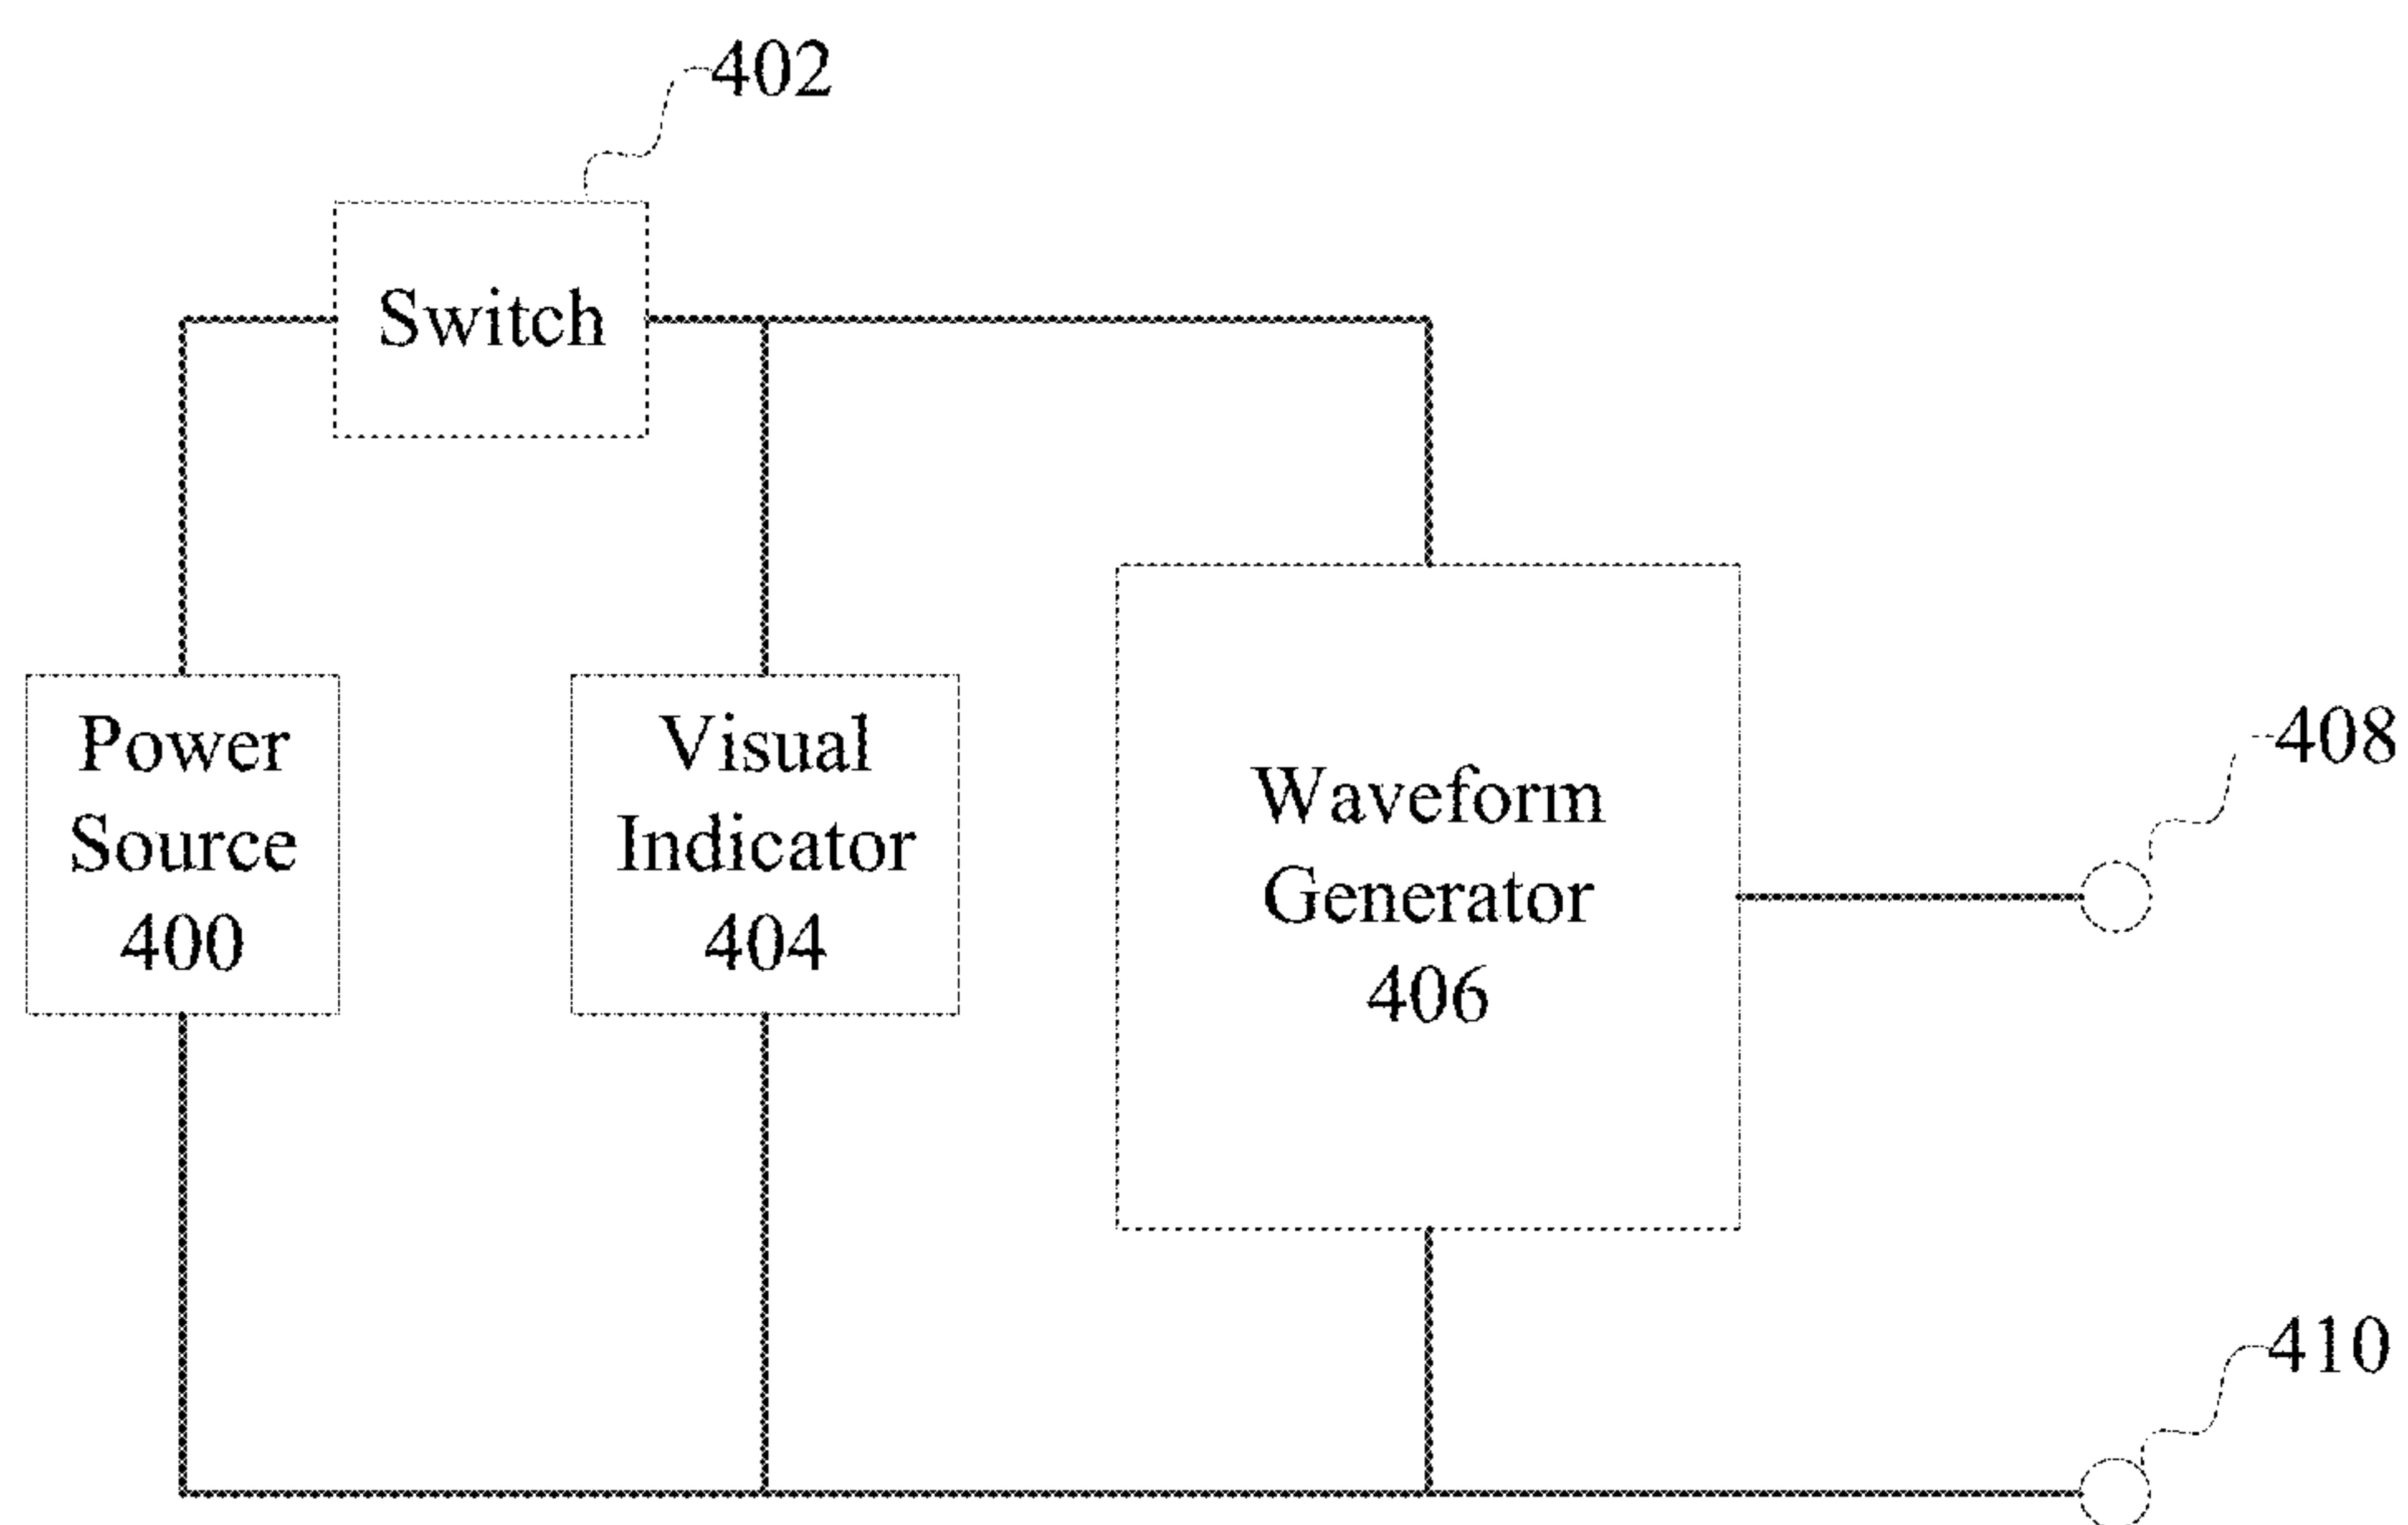 402
Switch
Power
Source
400
Visual
Indicator
404
Waveform
Generator
406
408
410